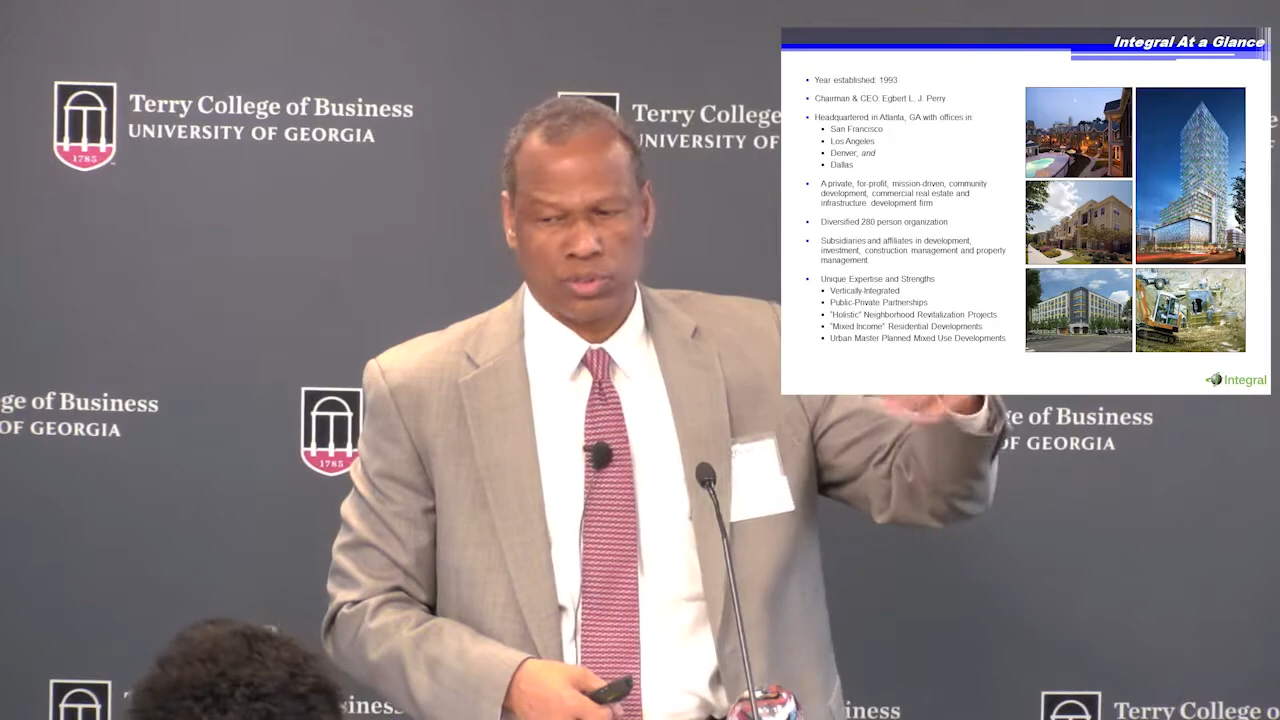 Terry College of Business
UNIVERSITY OF GEORGIA
1785
Terry College
UNIVERSITY OF
ge of Business
OF GEORGIA
1785
ge of Business
OF GEORGIA
iness
iness
Terry College o
Integral At a Glance
Year established: 1993
Chairman & CEO: Egbert L. J. Perry
Headquartered in Atlanta, GA with offices in:
San Francisco
Los Angeles
Denver, and
Dallas
A private, for-profit, mission-driven, community
development, commercial real estate and
infrastructure development firm
Diversified 280 person organization
Subsidiaries and affiliates in development,
investment, construction management and property
management
Unique Expertise and Strengths
Vertically-Integrated
Public-Private Partnerships
"Holistic" Neighborhood Revitalization Projects
"Mixed Income" Residential Developments
Urban Master Planned Mixed Use Developments
Integral